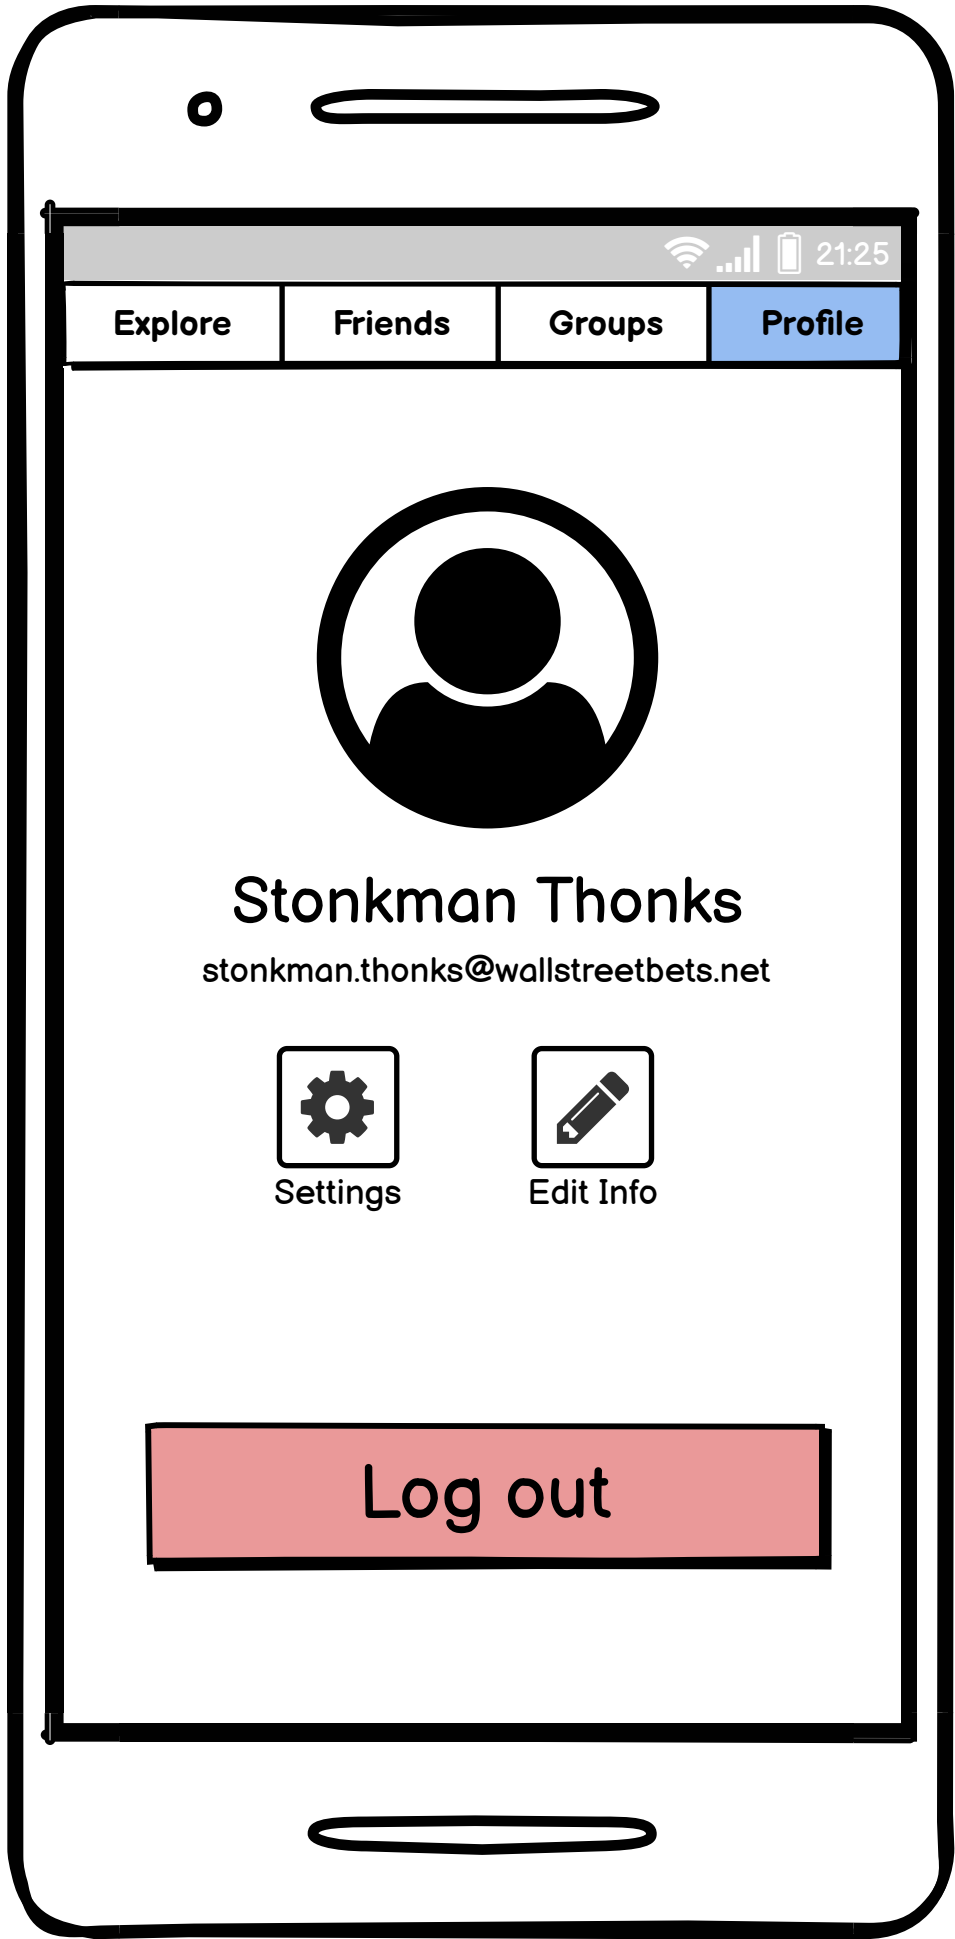 21:25
Explore Friends Groups Profile
Stonkman Thonks
stonkman.thonks@wallstreetbets.net
Settings Edit Info
Log out